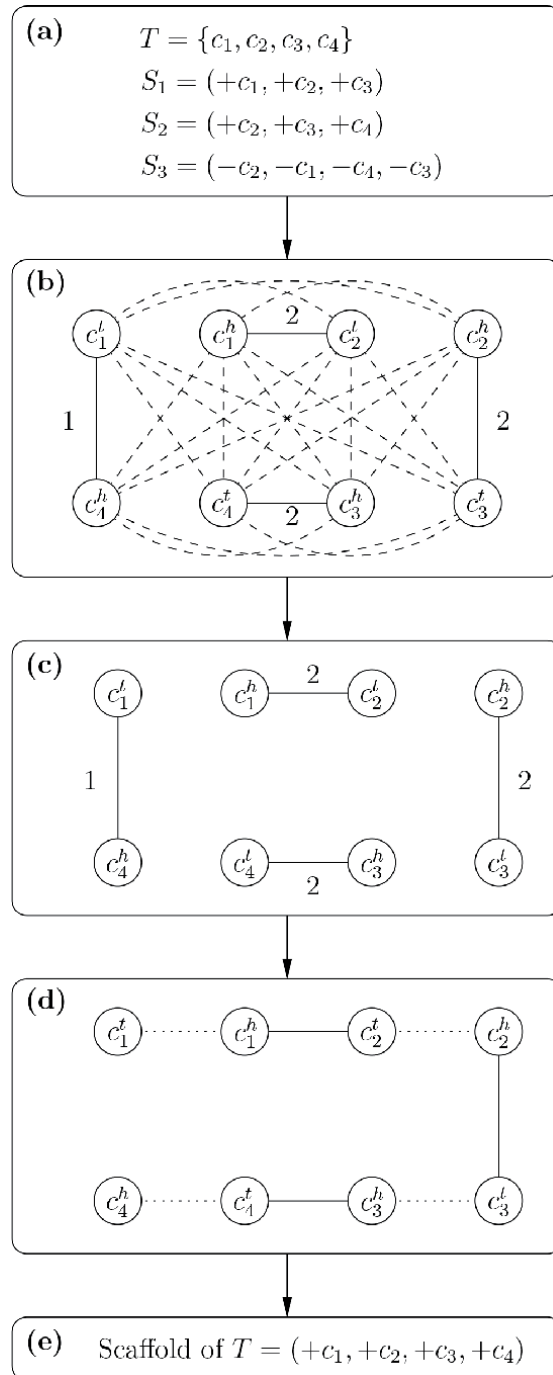 (a)
T = {c₁, c₂, c₃, c₄}
S₁ = (+c₁, +c₂, +c₃)
S₂ = (+c₂, +c₃, +c₄)
S₃ = (−c₂, −c₁, −c₄, −c₃)
(b)
c₁ᵗ c₁ʰ 2 c₂ᵗ c₂ʰ
1 2
c₄ʰ c₄ᵗ 2 c₃ʰ c₃ᵗ
(c)
c₁ᵗ c₁ʰ 2 c₂ᵗ c₂ʰ
1 2
c₄ʰ c₄ᵗ 2 c₃ʰ c₃ᵗ
(d)
c₁ᵗ c₁ʰ c₂ᵗ c₂ʰ
c₄ʰ c₄ᵗ c₃ʰ c₃ᵗ
(e) Scaffold of T = (+c₁, +c₂, +c₃, +c₄)